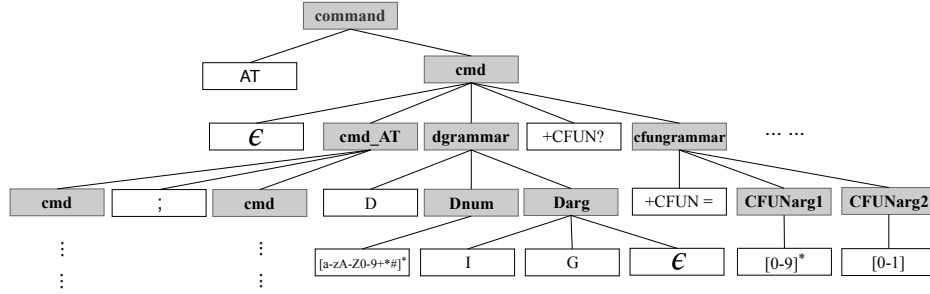 command
AT
cmd
ϵ
cmd_AT
dgrammar
+CFUN?
cfungrammar
... ...
cmd
;
cmd
D
Dnum
Darg
+CFUN =
CFUNarg1
CFUNarg2
[a-zA-Z0-9+*#]*
I
G
ϵ
[0-9]*
[0-1]